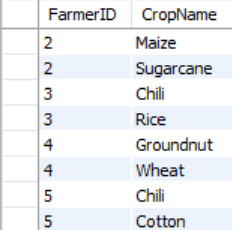 FarmerID CropName
2 Maize
2 Sugarcane
3 Chili
3 Rice
4 Groundnut
4 Wheat
5 Chili
5 Cotton